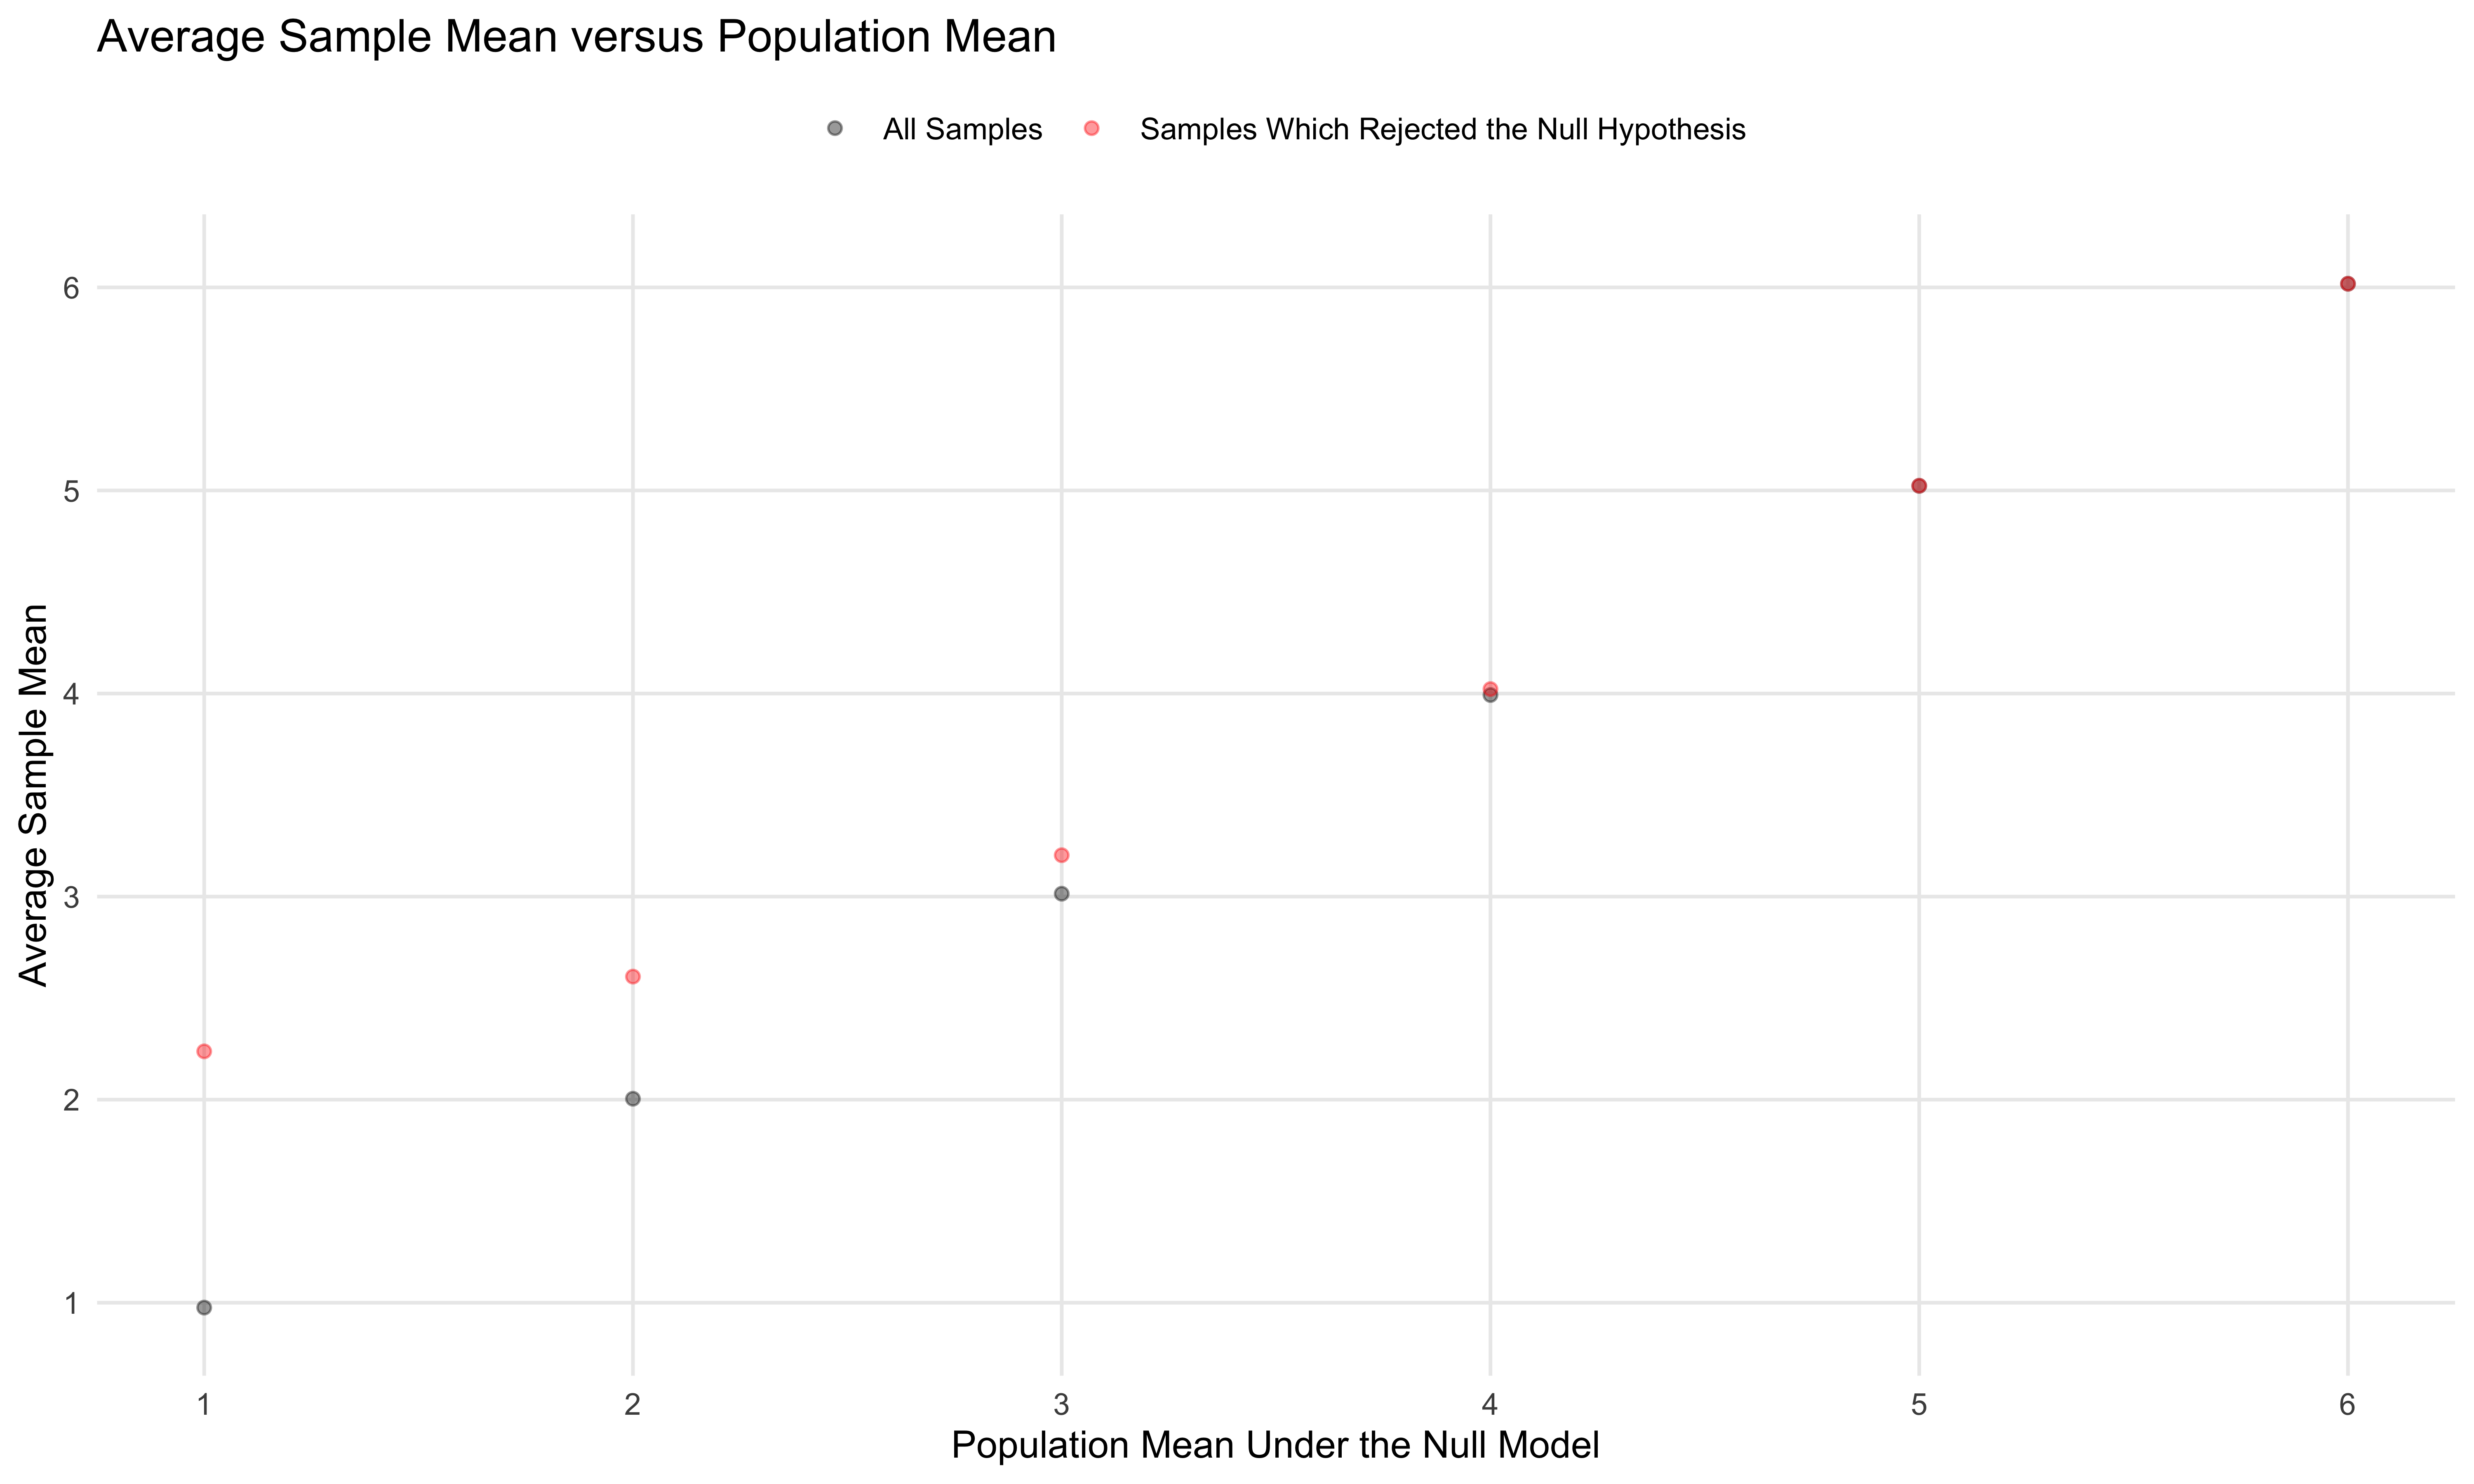 Average Sample Mean versus Population Mean
All Samples
Samples Which Rejected the Null Hypothesis
Average Sample Mean
6
5
4
3
2
1
1
2
3
4
5
6
Population Mean Under the Null Model